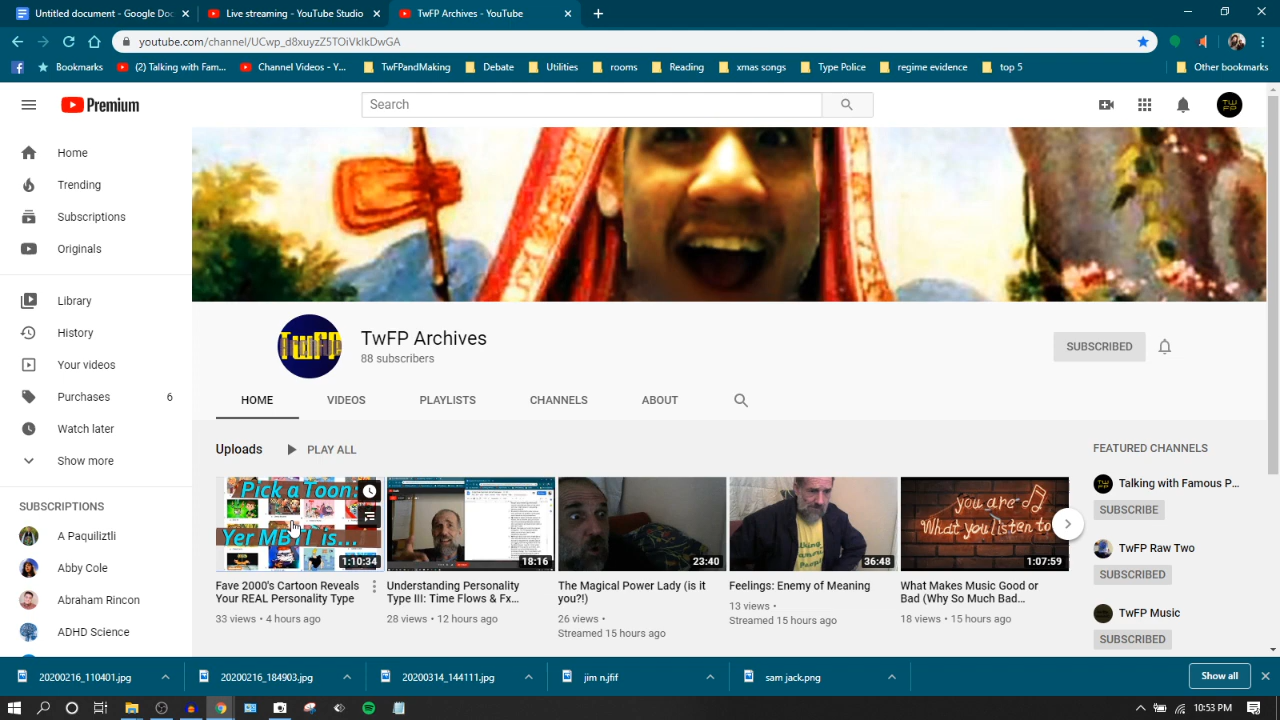 Untitled document - Google Doc
Live streaming - YouTube Studio
TwFP Archives - YouTube
youtube.com/channel/UCwp_d8xuyzZ5TOiVklkDwGA
Bookmarks
(2) Talking with Fam...
Channel Videos - Y...
TwFPandMaking
Debate
Utilities
rooms
Reading
xmas songs
Type Police
regime evidence
top 5
Other bookmarks
Premium
Search
TW FP
Home
Trending
Subscriptions
Originals
Library
History
Your videos
Purchases 6
Watch later
Show more
SUBSCRIPTIONS
A Paquiliztli
Abby Cole
Abraham Rincon
ADHD Science
TwFP
TwFP Archives
88 subscribers
SUBSCRIBED
HOME
VIDEOS
PLAYLISTS
CHANNELS
ABOUT
Uploads
PLAY ALL
Pick a Toon:
Yer MBTI is...
1:10:34
Fave 2000's Cartoon Reveals
Your REAL Personality Type
33 views • 4 hours ago
18:16
Understanding Personality
Type III: Time Flows & Fx...
28 views • 12 hours ago
23:40
The Magical Power Lady (is it
you?!)
26 views •
Streamed 15 hours ago
36:48
Feelings: Enemy of Meaning
13 views •
Streamed 15 hours ago
you are
What you listen to
1:07:59
What Makes Music Good or
Bad (Why So Much Bad...
18 views • 15 hours ago
FEATURED CHANNELS
Talking with Famous P...
SUBSCRIBE
TwFP Raw Two
SUBSCRIBED
TwFP Music
SUBSCRIBED
20200216_110401.jpg
20200216_184903.jpg
20200314_144111.jpg
jim n.jfif
sam jack.png
Show all
10:53 PM